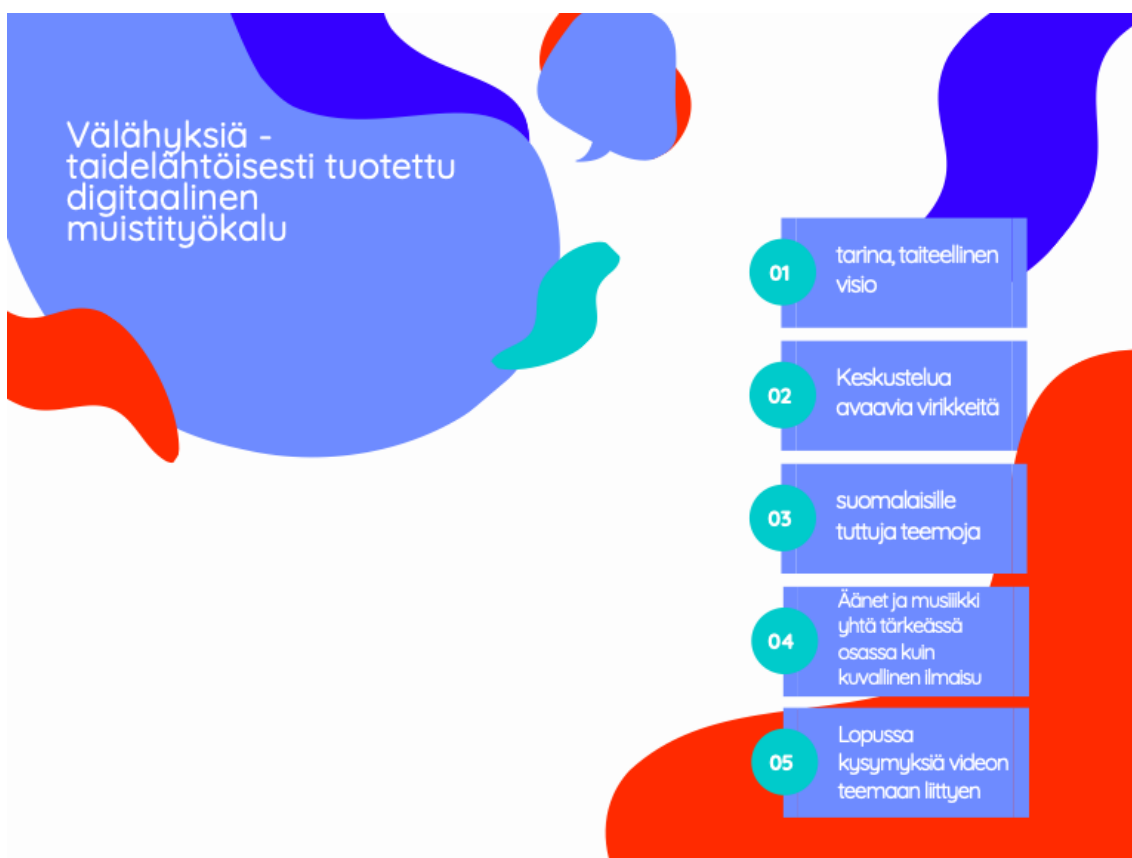 Välähyksiä -
taidelähtöisesti tuotettu
digitaalinen
muistityökalu
01
tarina, taiteellinen
visio
02
Keskustelua
avaavia virikkeitä
03
suomalaisille
tuttuja teemoja
04
Äänet ja musiikki
yhtä tärkeässä
osassa kuin
kuvallinen ilmaisu
05
Lopussa
kysymyksiä videon
teemaan liittyen